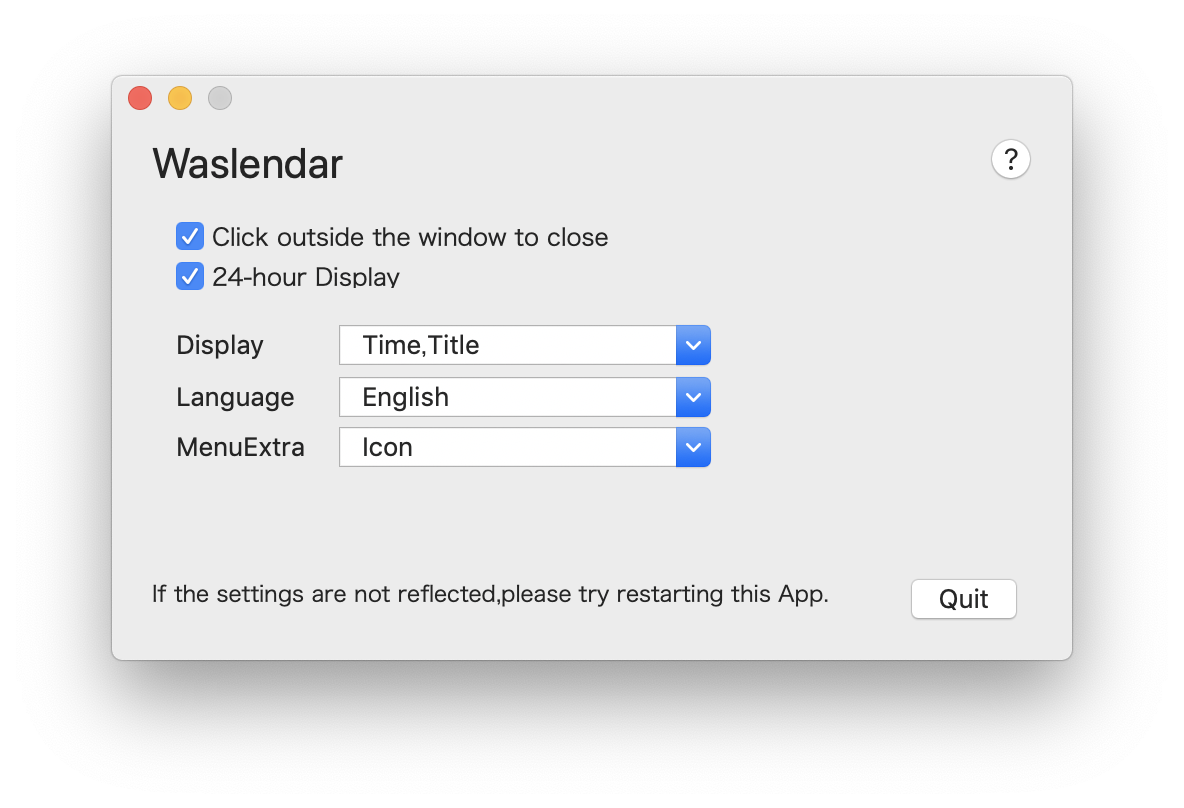 Waslendar
?
Click outside the window to close
24-hour Display
Display Time,Title
Language English
MenuExtra Icon
If the settings are not reflected,please try restarting this App.
Quit